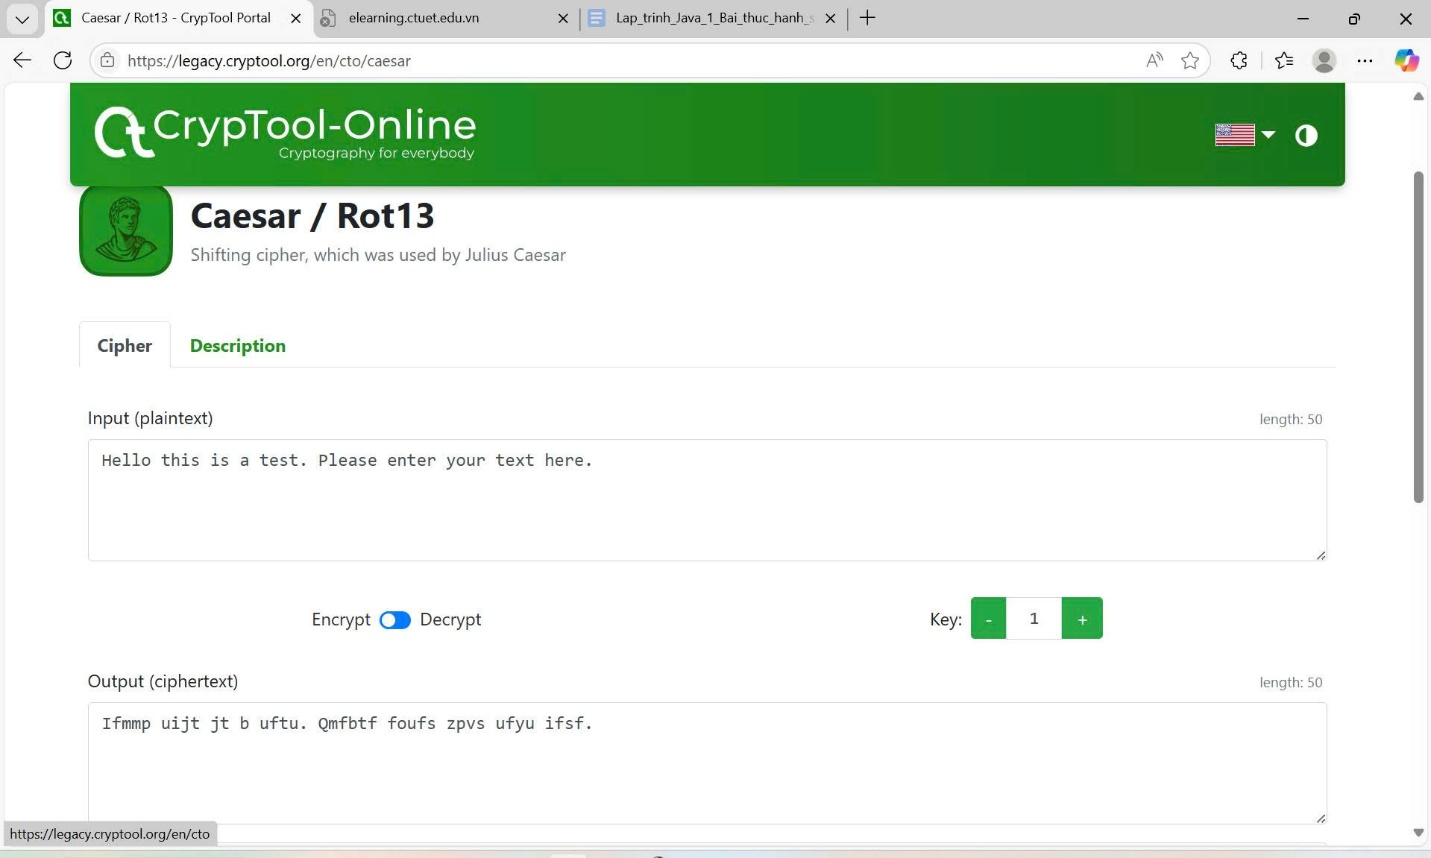 Caesar / Rot13 - CrypTool Portal
elearning.ctuet.edu.vn
Lap_trinh_Java_1_Bai_thuc_hanh_s
https://legacy.cryptool.org/en/cto/caesar
CrypTool-Online
Cryptography for everybody
Caesar / Rot13
Shifting cipher, which was used by Julius Caesar
Cipher
Description
Input (plaintext)
length: 50
Hello this is a test. Please enter your text here.
Encrypt
Decrypt
Key:
-
1
+
Output (ciphertext)
length: 50
Ifmmp uijt jt b uftu. Qmfbtf foufs zpvs ufyu ifsf.
https://legacy.cryptool.org/en/cto